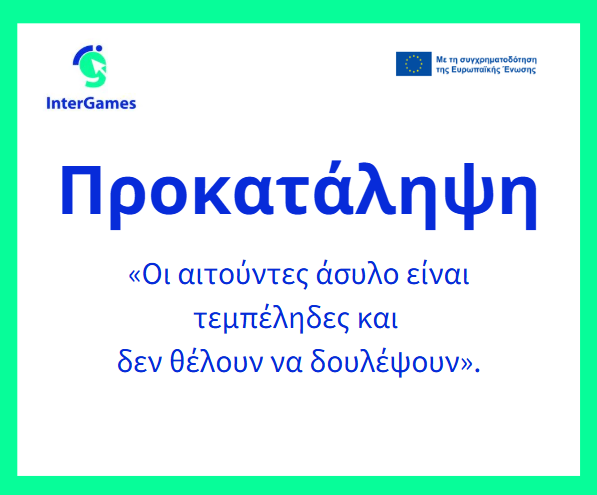 InterGames
Με τη συγχρηματοδότηση
της Ευρωπαϊκής Ένωσης
Προκατάληψη
«Οι αιτούντες άσυλο είναι
τεμπέληδες και
δεν θέλουν να δουλέψουν».